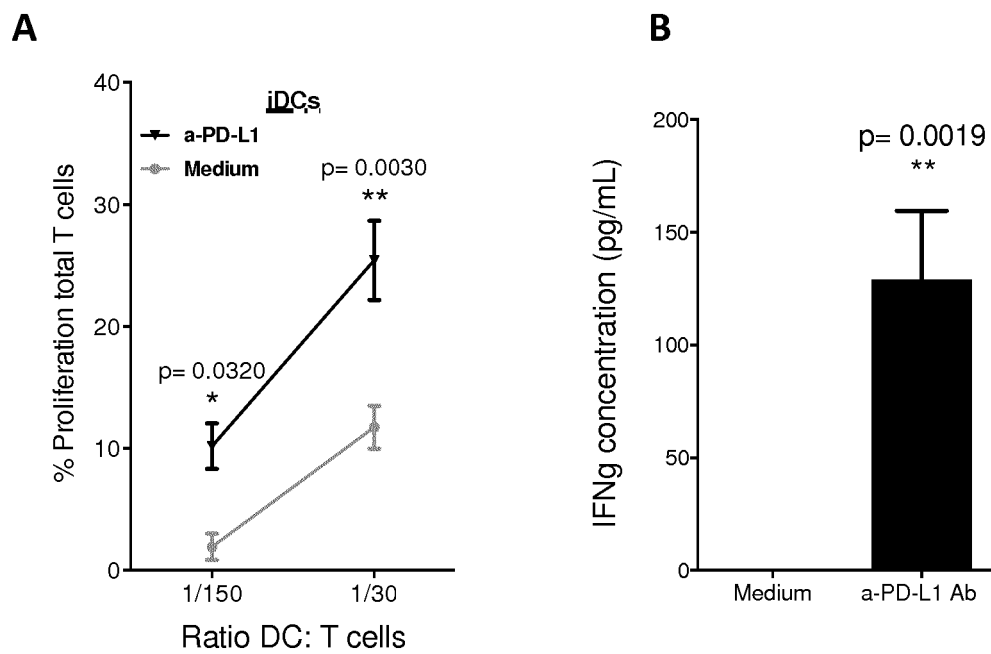 A
40
iDCs
a-PD-L1
Medium
p= 0.0030
**
30
% Proliferation total T cells
20
p= 0.0320
*
10
0
1/150
1/30
Ratio DC: T cells
B
200
p= 0.0019
**
150
IFNg concentration (pg/mL)
100
50
0
Medium
a-PD-L1 Ab